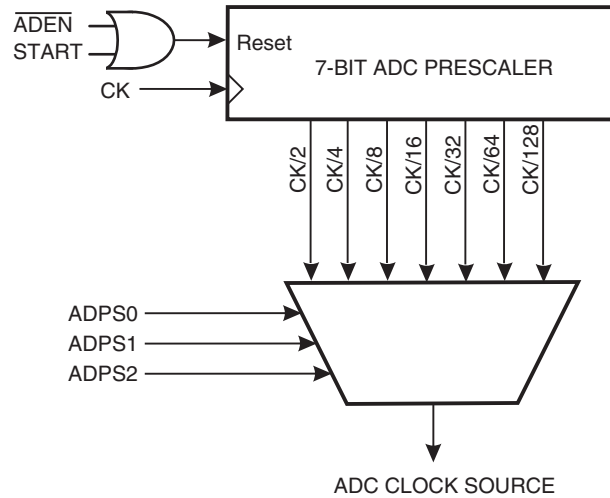 ADEN
START
Reset
7-BIT ADC PRESCALER
CK
CK/2
CK/4
CK/8
CK/16
CK/32
CK/64
CK/128
ADPS0
ADPS1
ADPS2
ADC CLOCK SOURCE